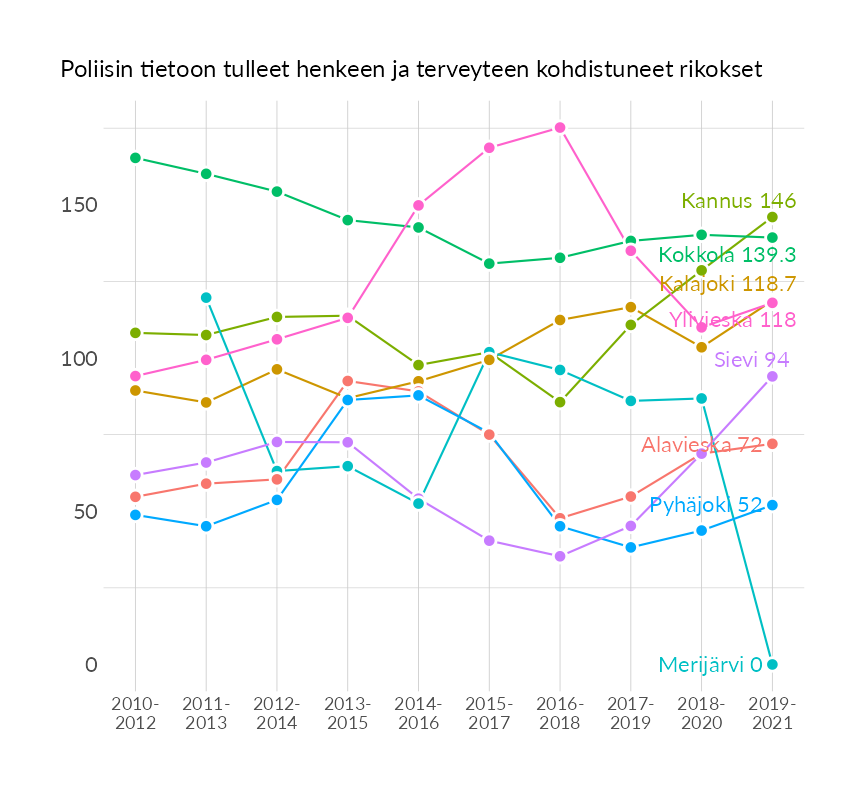 Poliisin tietoon tulleet henkeen ja terveyteen kohdistuneet rikokset
150
100
50
0
Kannus 146
Kokkola 139.3
Kalajoki 118.7
Ylivieska 118
Sievi 94
Alavieska 72
Pyhäjoki 52
Merijärvi 0
2010-
2012
2011-
2013
2012-
2014
2013-
2015
2014-
2016
2015-
2017
2016-
2018
2017-
2019
2018-
2020
2019-
2021